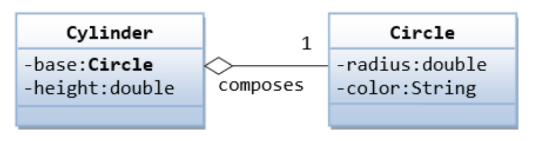 Cylinder
-base:Circle
-height:double
1
composes
Circle
-radius:double
-color:String